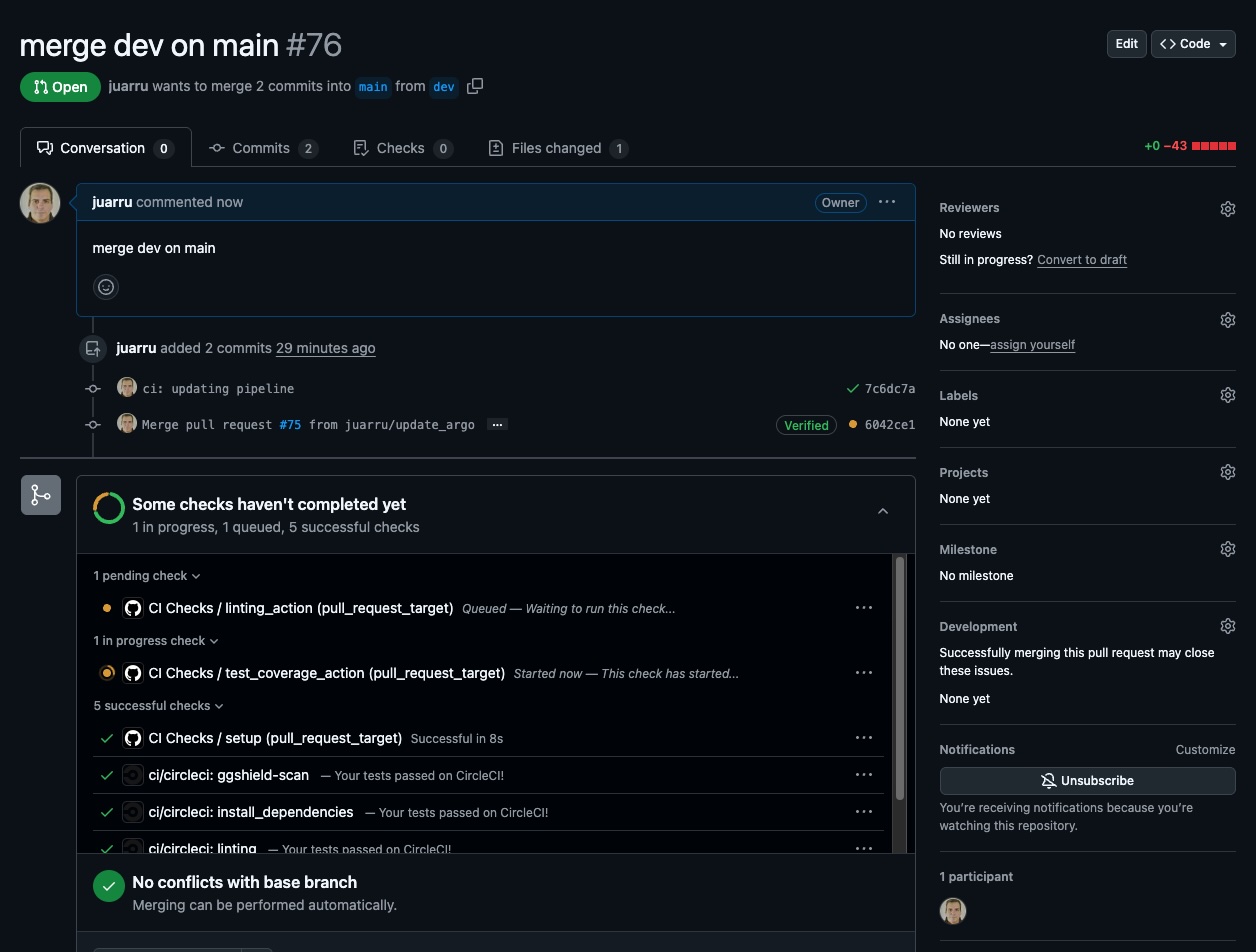 merge dev on main #76
Edit
<> Code
Open
juarru wants to merge 2 commits into main from dev
Conversation 0
Commits 2
Checks 0
Files changed 1
+0 −43
juarru commented now
Owner
...
merge dev on main
juarru added 2 commits 29 minutes ago
ci: updating pipeline
7c6dc7a
Merge pull request #75 from juarru/update_argo
...
Verified
6042ce1
Some checks haven't completed yet
1 in progress, 1 queued, 5 successful checks
1 pending check
CI Checks / linting_action (pull_request_target) Queued — Waiting to run this check...
1 in progress check
CI Checks / test_coverage_action (pull_request_target) Started now — This check has started...
5 successful checks
CI Checks / setup (pull_request_target) Successful in 8s
ci/circleci: ggshield-scan — Your tests passed on CircleCI!
ci/circleci: install_dependencies — Your tests passed on CircleCI!
ci/circleci: linting — Your tests passed on CircleCI!
No conflicts with base branch
Merging can be performed automatically.
Reviewers
No reviews
Still in progress? Convert to draft
Assignees
No one—assign yourself
Labels
None yet
Projects
None yet
Milestone
No milestone
Development
Successfully merging this pull request may close
these issues.
None yet
Notifications
Customize
Unsubscribe
You're receiving notifications because you're
watching this repository.
1 participant